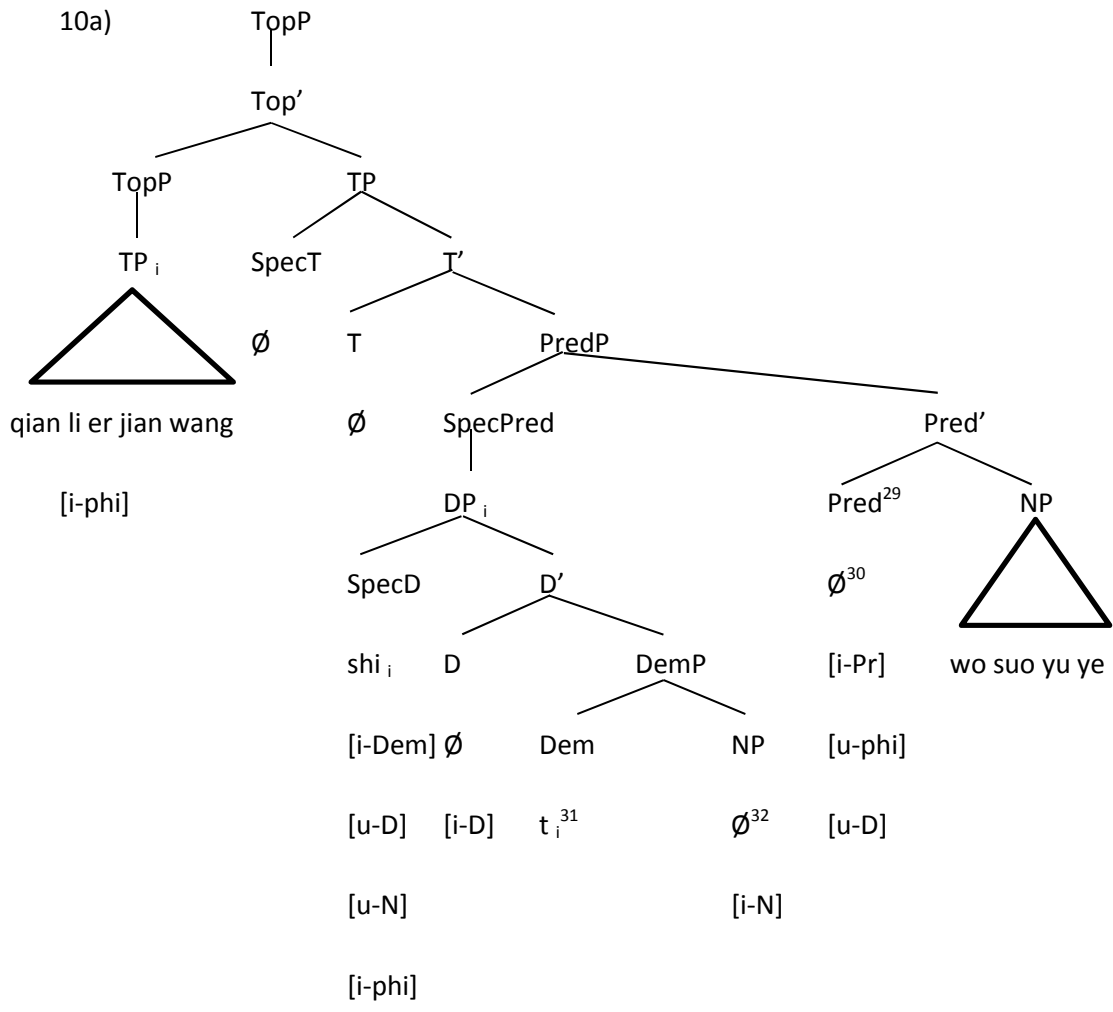 10a) TopP
Top’
TopP TP
TP i SpecT T’
Ø T PredP
qian li er jian wang Ø SpecPred Pred’
[i-phi] DP i Pred29 NP
SpecD D’ Ø30
shi i D DemP [i-Pr] wo suo yu ye
[i-Dem] Ø Dem NP [u-phi]
[u-D] [i-D] t i31 Ø32 [u-D]
[u-N] [i-N]
[i-phi]